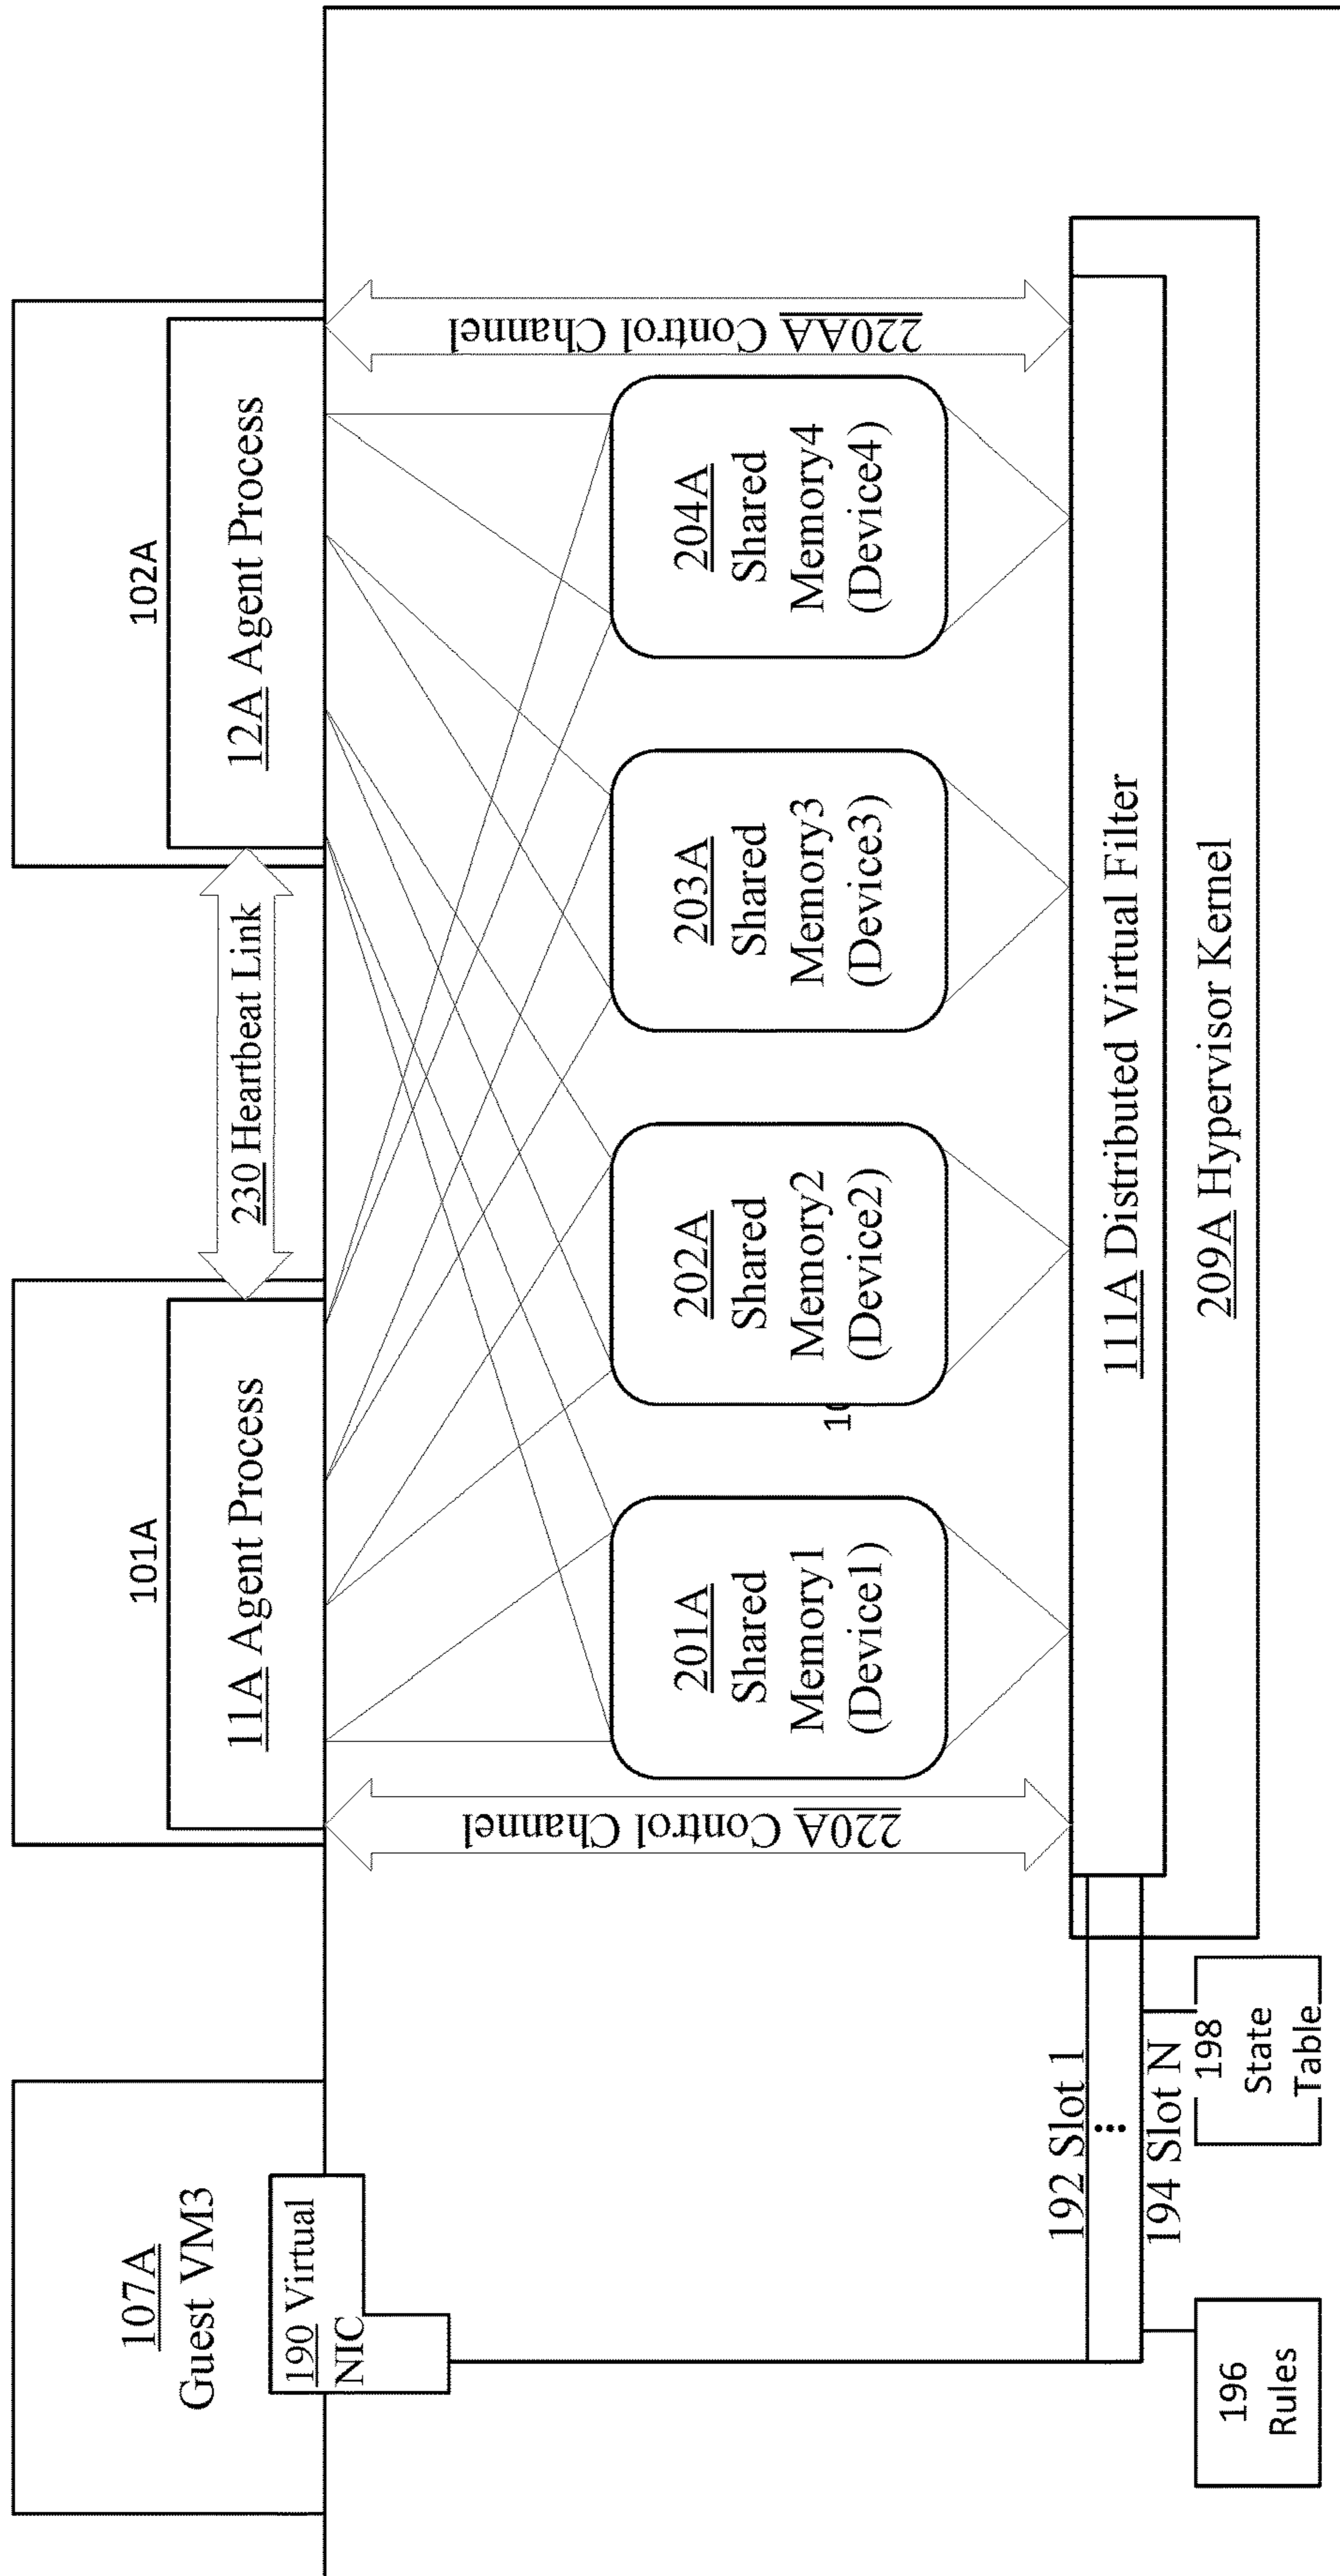 107A
Guest VM3
190 Virtual
NIC
101A
11A Agent Process
230 Heartbeat Link
102A
12A Agent Process
220A Control Channel
201A
Shared
Memory1
(Device1)
202A
Shared
Memory2
(Device2)
203A
Shared
Memory3
(Device3)
204A
Shared
Memory4
(Device4)
220AA Control Channel
192 Slot 1
⋮
194 Slot N
111A Distributed Virtual Filter
209A Hypervisor Kernel
196
Rules
198
State
Table